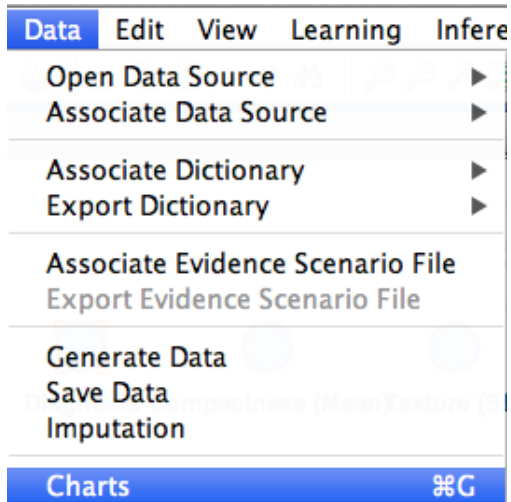 Data Edit View Learning Infere
Open Data Source
Associate Data Source
Associate Dictionary
Export Dictionary
Associate Evidence Scenario File
Export Evidence Scenario File
Generate Data
Save Data
Imputation
Charts ⌘G